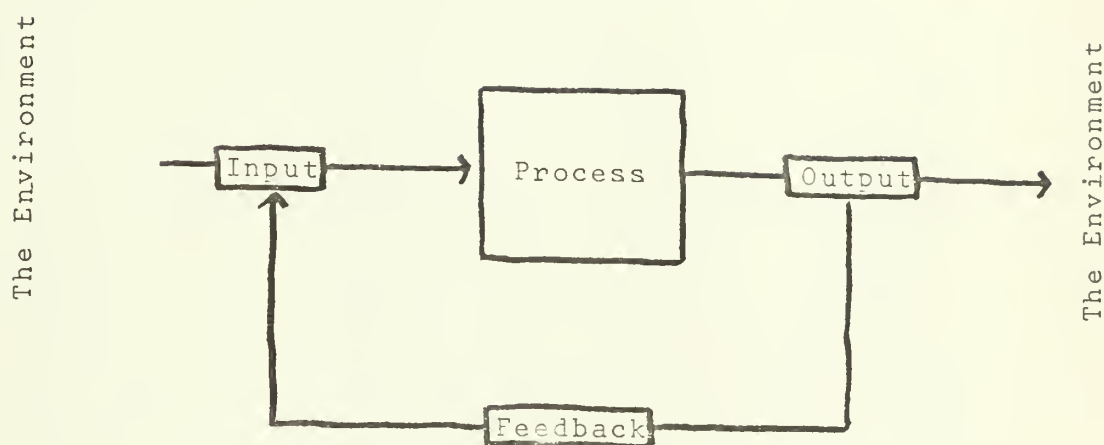 The Environment
Input
Process
Output
The Environment
Feedback